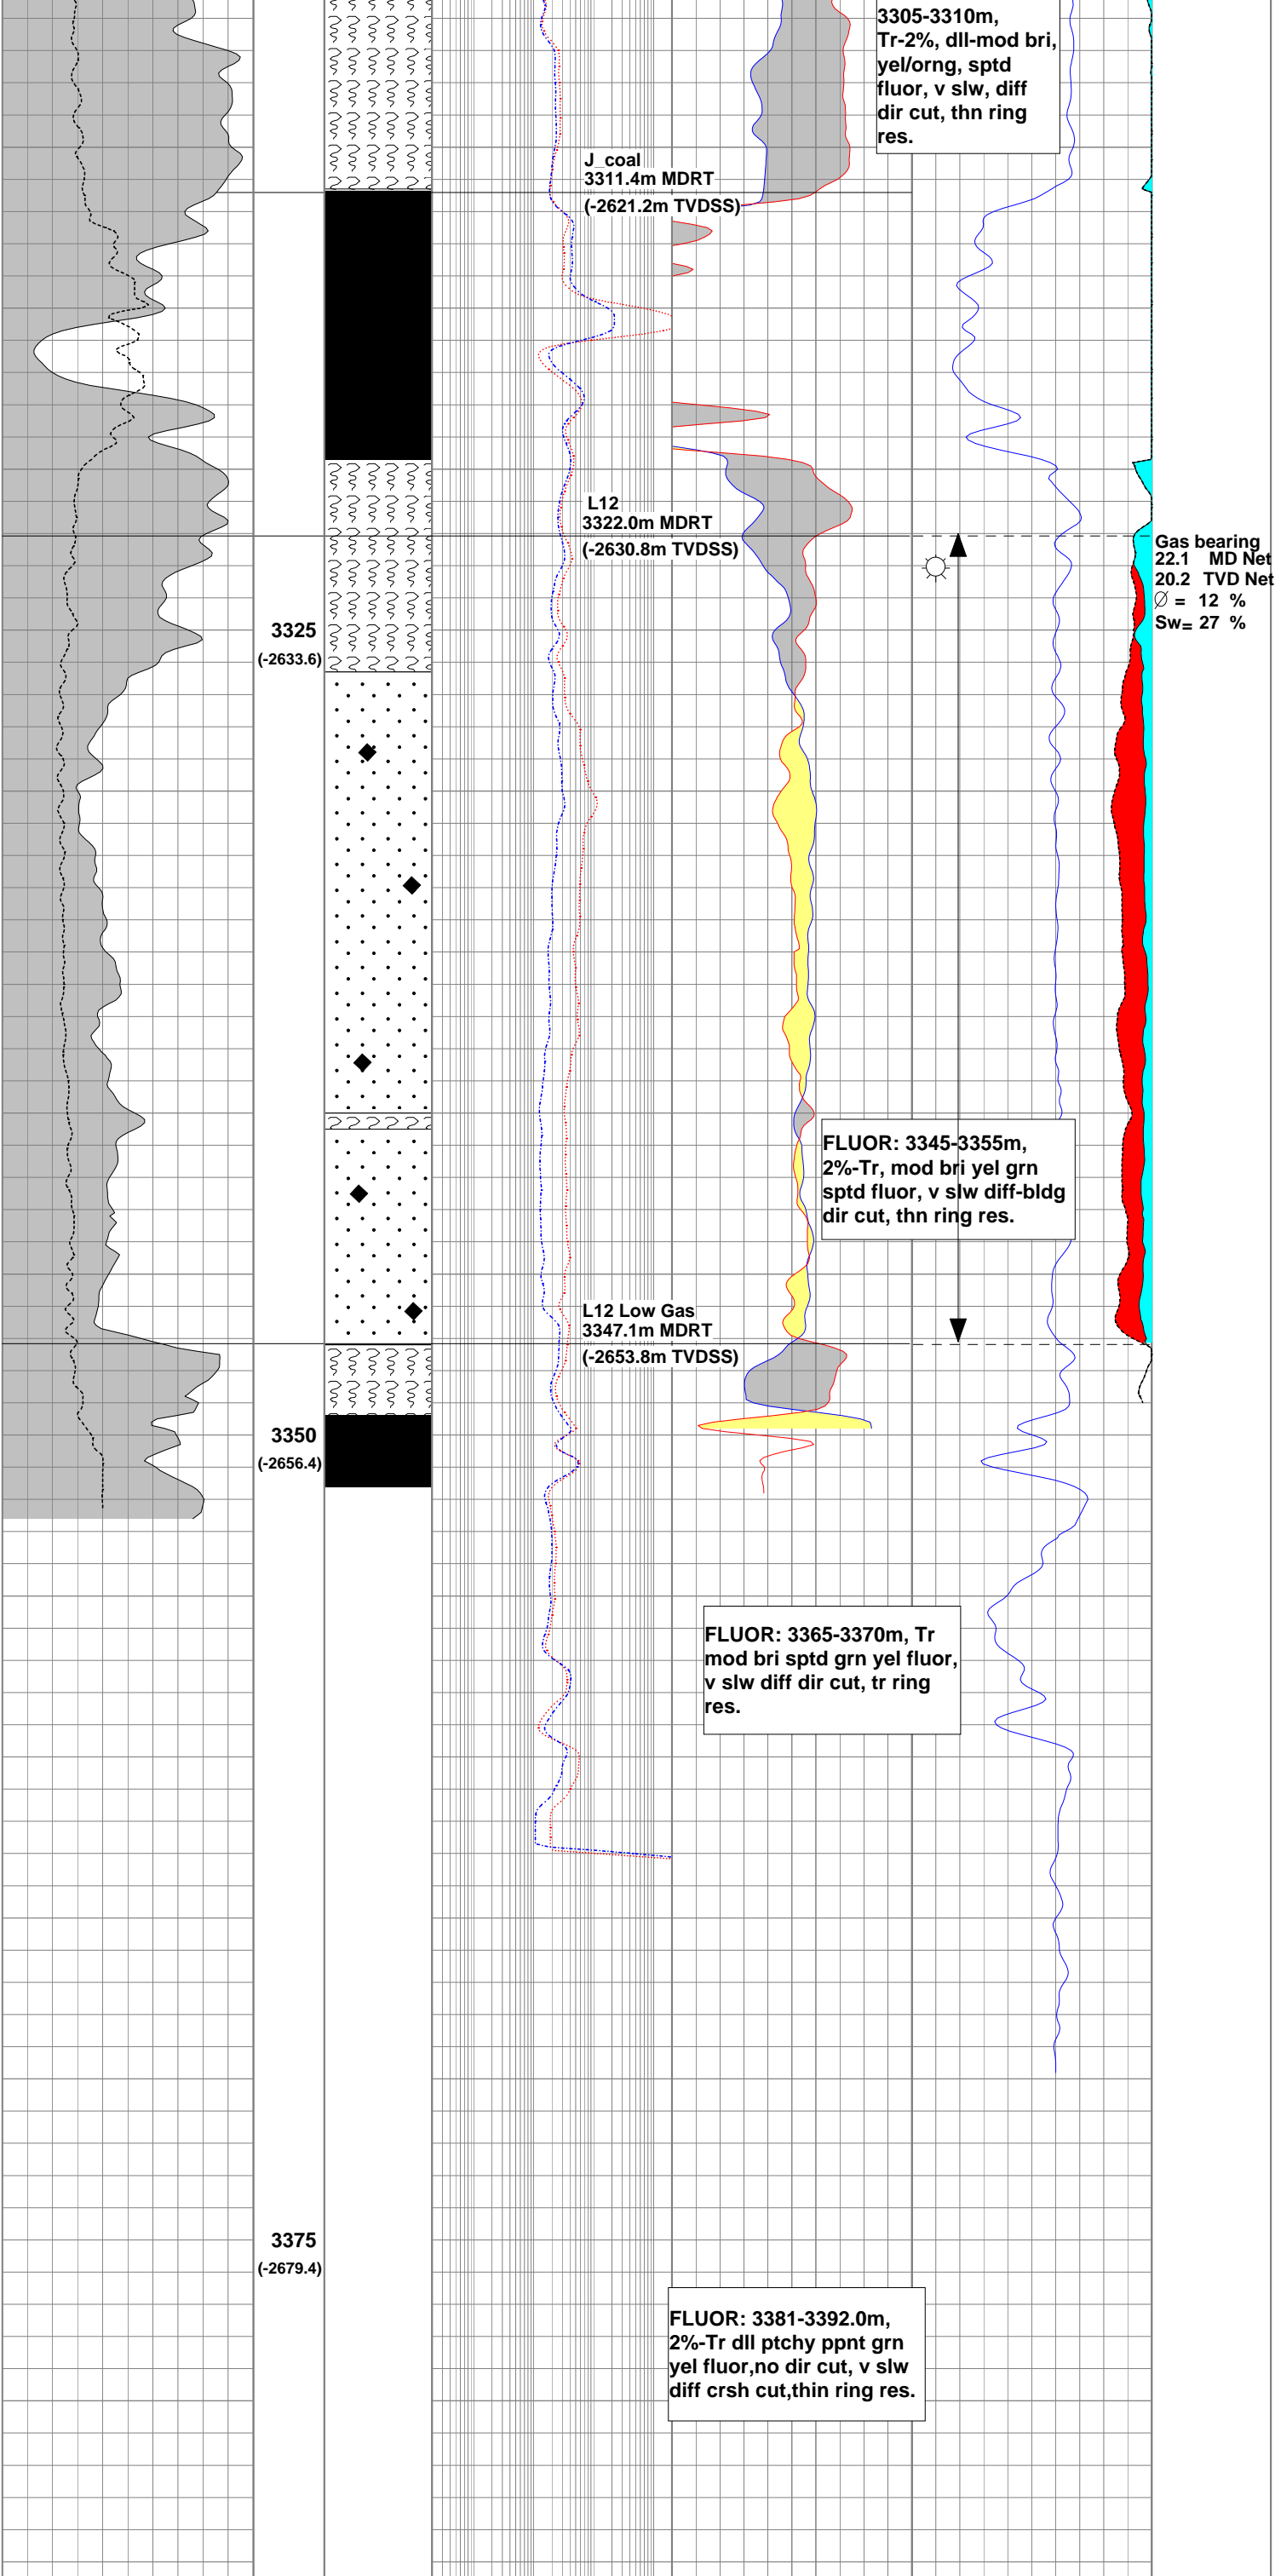 3305-3310m,
Tr-2%, dll-mod bri,
yel/orng, sptd
fluor, v slw, diff
dir cut, thn ring
res.
J_coal
3311.4m MDRT
(-2621.2m TVDSS)
L12
3322.0m MDRT
(-2630.8m TVDSS)
Gas bearing
22.1 MD Net
20.2 TVD Net
∅ = 12 %
Sw= 27 %
3325
(-2633.6)
FLUOR: 3345-3355m,
2%-Tr, mod bri yel grn
sptd fluor, v slw diff-bldg
dir cut, thn ring res.
L12 Low Gas
3347.1m MDRT
(-2653.8m TVDSS)
3350
(-2656.4)
FLUOR: 3365-3370m, Tr
mod bri sptd grn yel fluor,
v slw diff dir cut, tr ring
res.
3375
(-2679.4)
FLUOR: 3381-3392.0m,
2%-Tr dll ptchy ppnt grn
yel fluor,no dir cut, v slw
diff crsh cut,thin ring res.